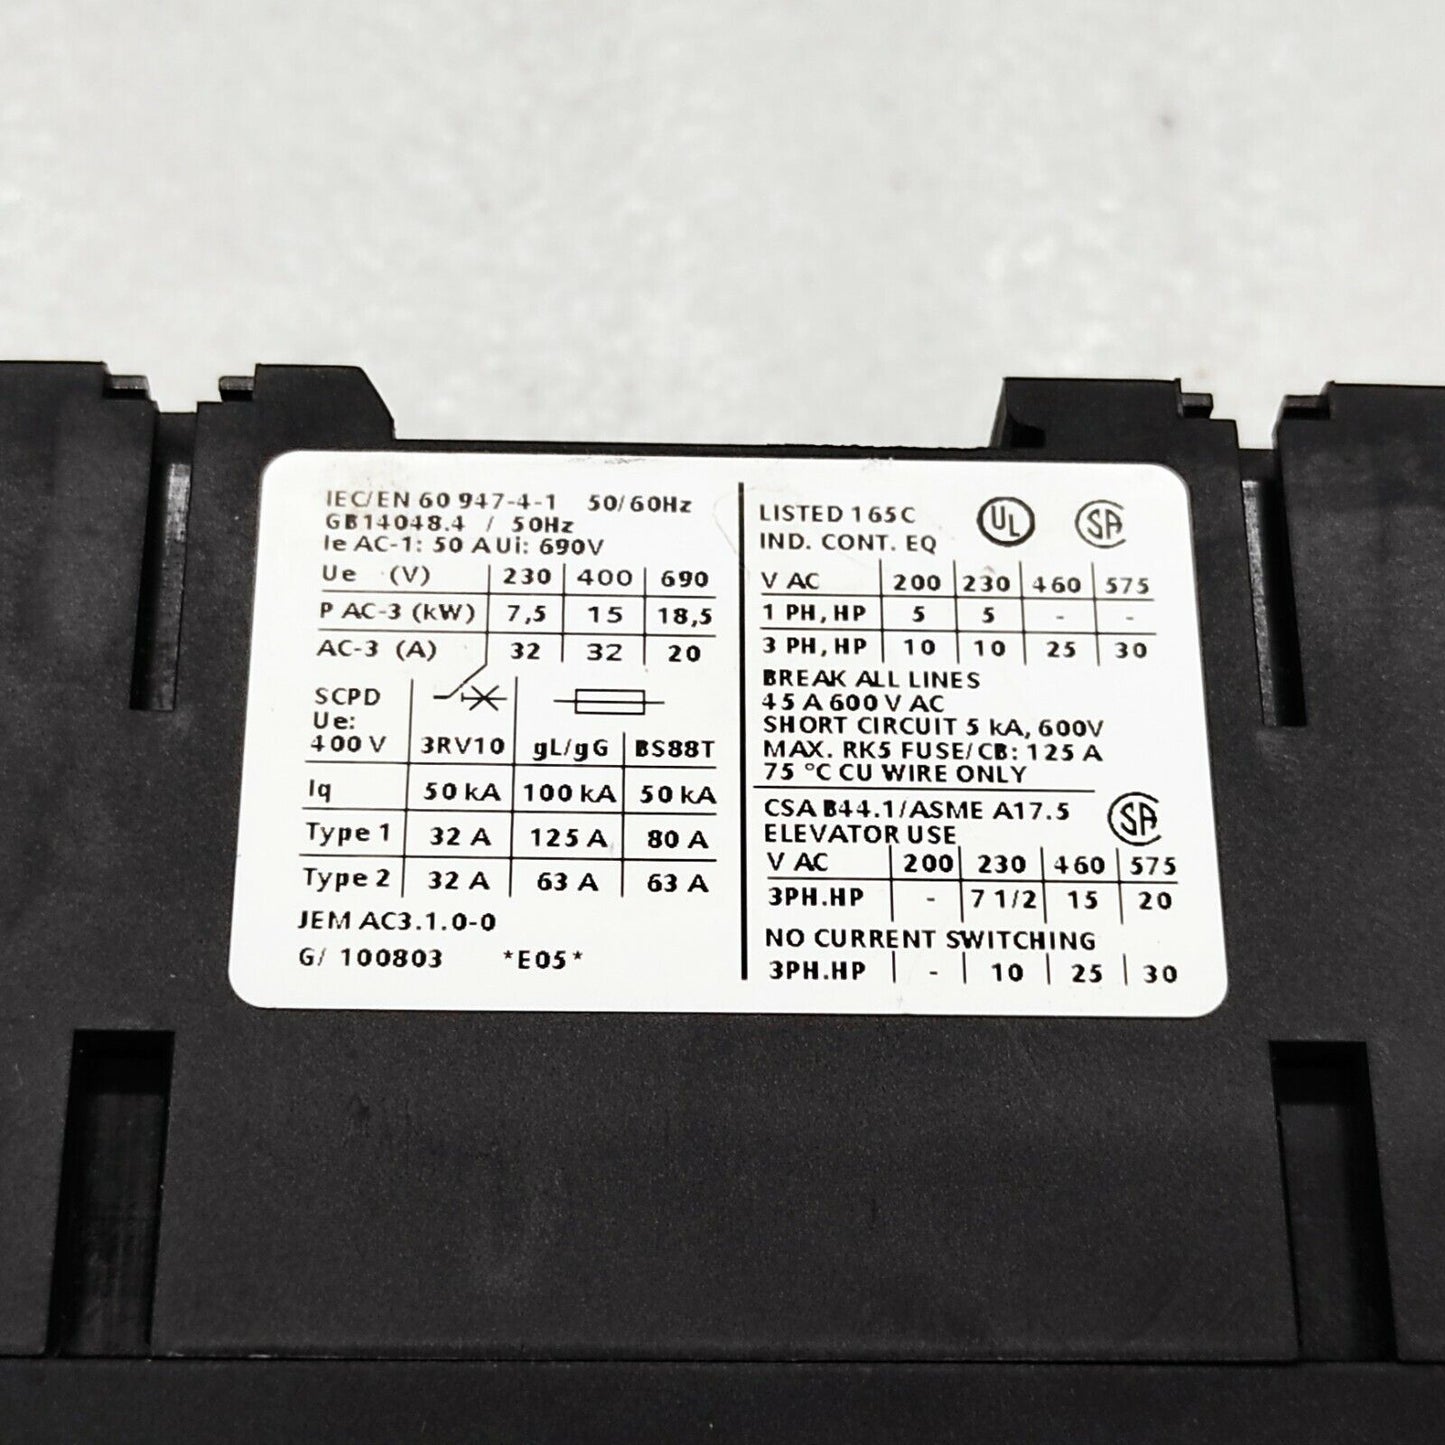 IEC/EN 60 947-4-1 50/60Hz
GB14048.4 / 50Hz
Ie AC-1: 50 A Ui: 690V
Ue (V) 230 400 690
P AC-3 (kW) 7,5 15 18,5
AC-3 (A) 32 32 20
SCPD
Ue:
400 V 3RV10 gL/gG BS88T
Iq 50 kA 100 kA 50 kA
Type 1 32 A 125 A 80 A
Type 2 32 A 63 A 63 A
JEM AC3.1.0-0
G/ 100803 *E05*
LISTED 165C UL SA
IND. CONT. EQ
V AC 200 230 460 575
1 PH, HP 5 5 - -
3 PH, HP 10 10 25 30
BREAK ALL LINES
45 A 600 V AC
SHORT CIRCUIT 5 kA, 600V
MAX. RK5 FUSE/CB: 125 A
75 °C CU WIRE ONLY
CSA B44.1/ASME A17.5 SA
ELEVATOR USE
V AC 200 230 460 575
3PH.HP - 7 1/2 15 20
NO CURRENT SWITCHING
3PH.HP - 10 25 30